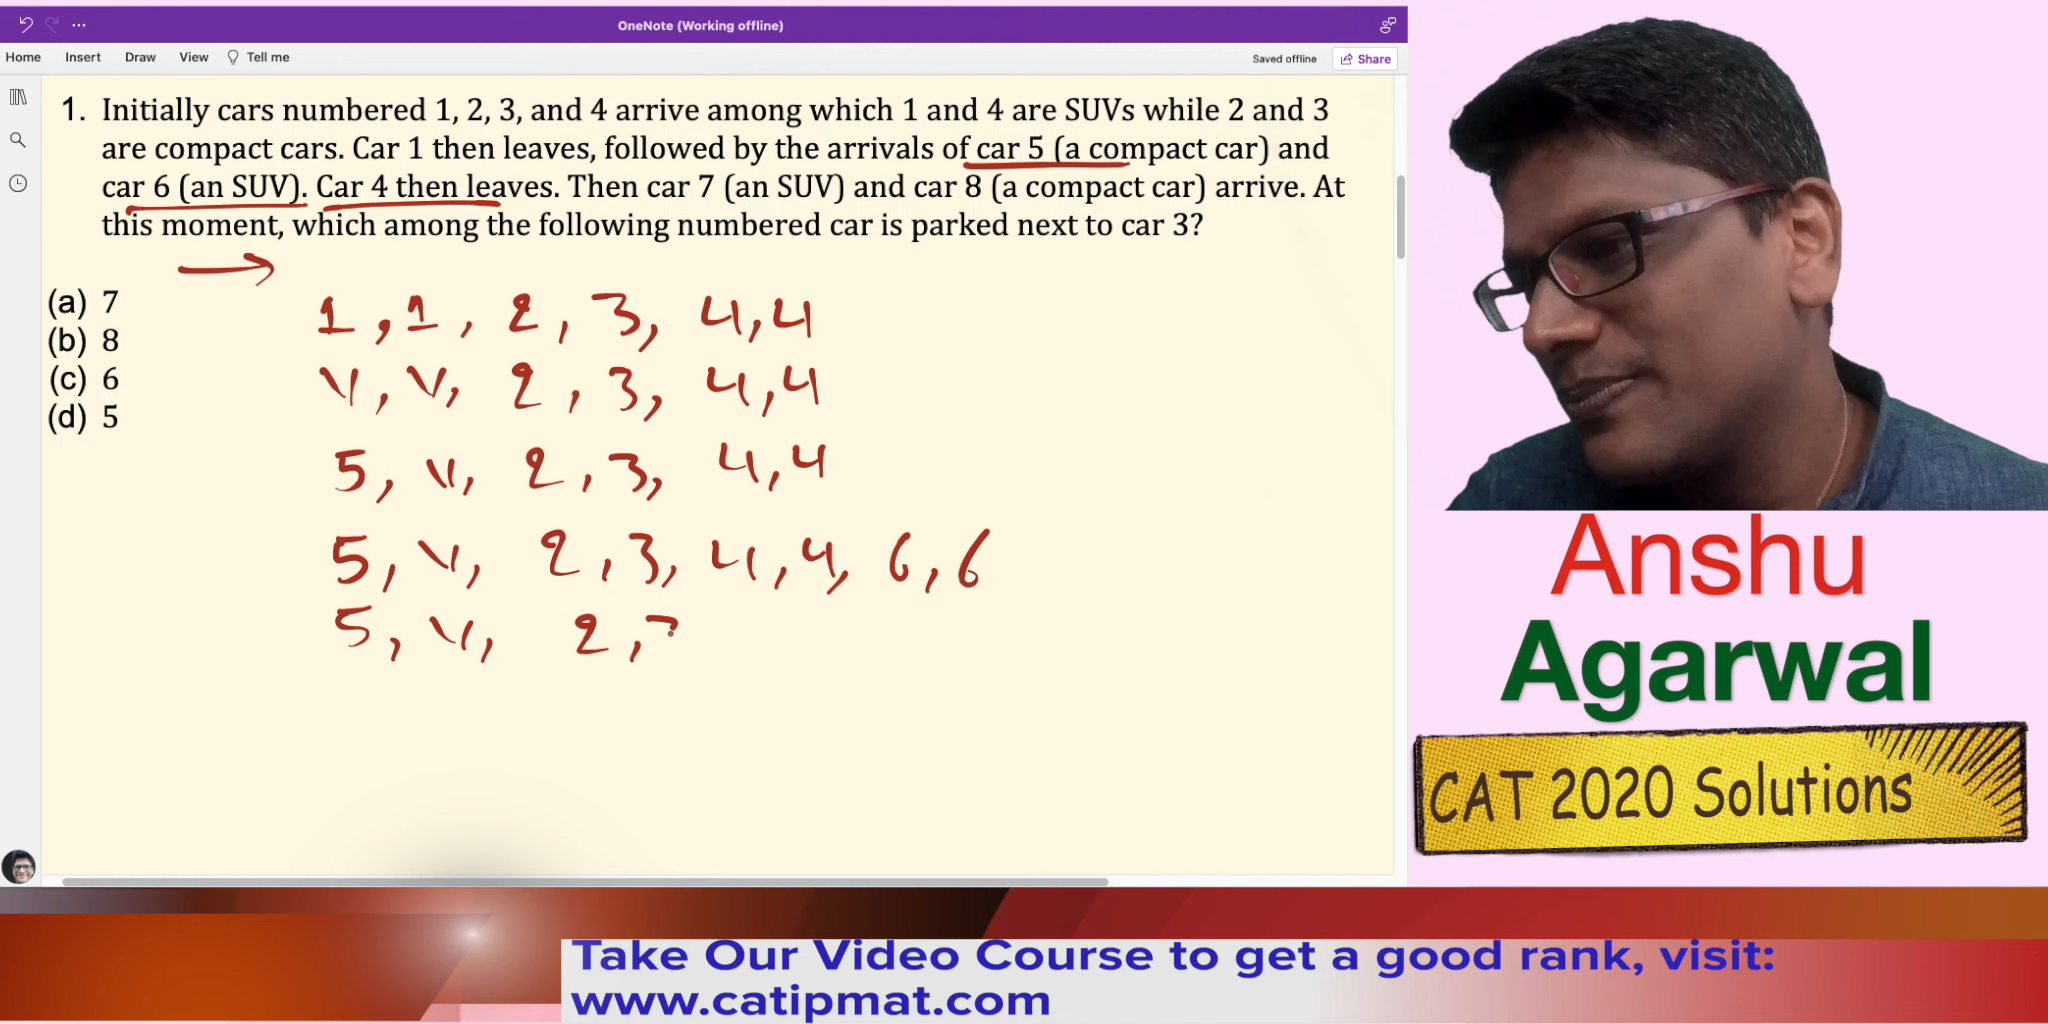 OneNote (Working offline)
Home Insert Draw View Tell me
Saved offline Share
1. Initially cars numbered 1, 2, 3, and 4 arrive among which 1 and 4 are SUVs while 2 and 3
are compact cars. Car 1 then leaves, followed by the arrivals of car 5 (a compact car) and
car 6 (an SUV). Car 4 then leaves. Then car 7 (an SUV) and car 8 (a compact car) arrive. At
this moment, which among the following numbered car is parked next to car 3?
(a) 7
(b) 8
(c) 6
(d) 5
1, 1, 2, 3, 4, 4
V, V, 2, 3, 4, 4
5, V, 2, 3, 4, 4
5, V, 2, 3, 4, 4, 6, 6
5, V, 2,
Anshu
Agarwal
CAT 2020 Solutions
Take Our Video Course to get a good rank, visit:
www.catipmat.com